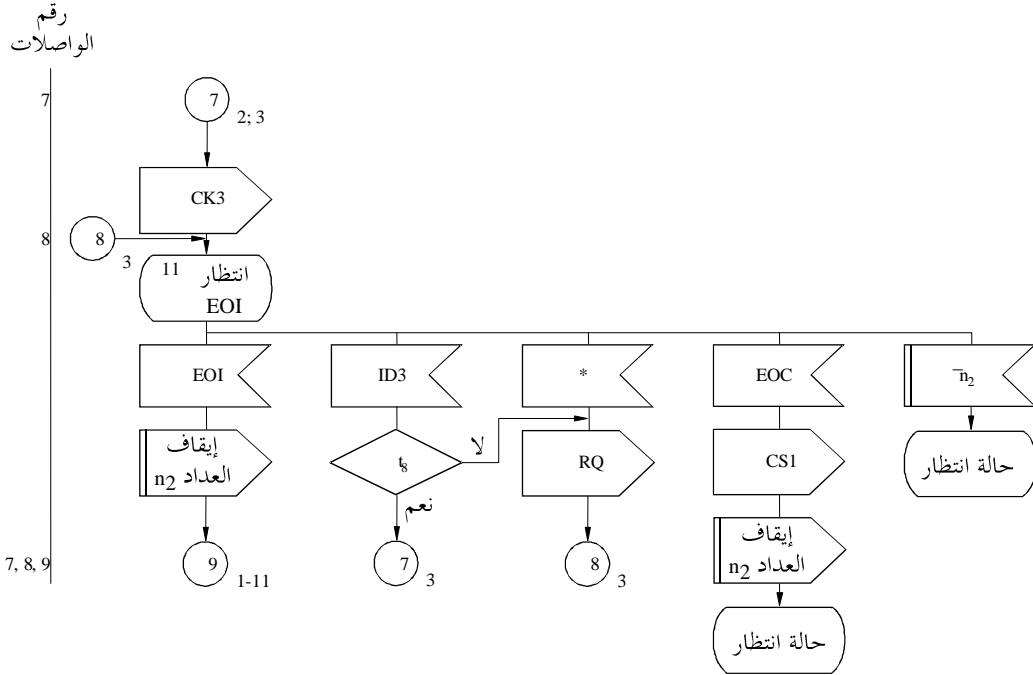 رقم
الواصلات
7
7
2; 3
CK3
8
8
3
11 انتظار
EOI
EOI
ID3
*
EOC
n̄2
إيقاف
العداد n2
t8
لا
نعم
RQ
CS1
حالة انتظار
7, 8, 9
9
1-11
7
3
8
3
إيقاف
العداد n2
حالة انتظار